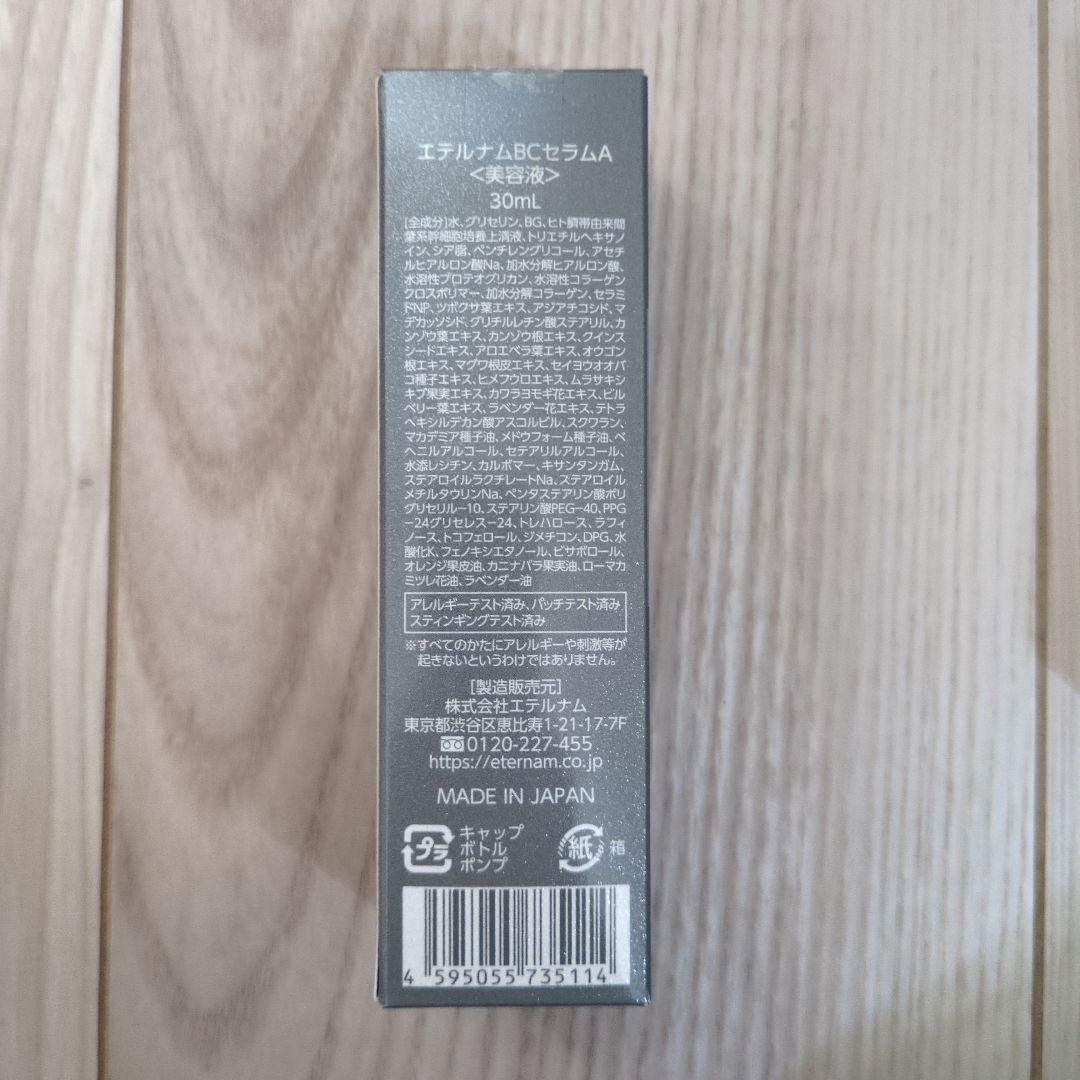 エテルナムBCセラムA
<美容液>
30mL
[全成分]水、グリセリン、BG、ヒト臍帯由来間
葉系幹細胞培養上清液、トリエチルヘキサノ
イン、シア脂、ペンチレングリコール、アセチ
ルヒアルロン酸Na、加水分解ヒアルロン酸、
水溶性プロテオグリカン、水溶性コラーゲン
クロスポリマー、加水分解コラーゲン、セラミ
ドNP、ツボクサ葉エキス、アジアチコシド、マ
デカッソシド、グリチルレチン酸ステアリル、カ
ンゾウ葉エキス、カンゾウ根エキス、クインス
シードエキス、アロエベラ葉エキス、オウゴン
根エキス、マグワ根皮エキス、セイヨウオオバ
コ種子エキス、ヒメフウロエキス、ムラサキシ
キブ果実エキス、カワラヨモギ花エキス、ビル
ベリー葉エキス、ラベンダー花エキス、テトラ
ヘキシルデカン酸アスコルビル、スクワラン、
マカデミア種子油、メドウフォーム種子油、ベ
ヘニルアルコール、セテアリルアルコール、
水添レシチン、カルボマー、キサンタンガム、
ステアロイルラクチレートNa、ステアロイル
メチルタウリンNa、ペンタステアリン酸ポリ
グリセリル-10、ステアリン酸PEG-40、PPG
-24グリセレス-24、トレハロース、ラフィ
ノース、トコフェロール、ジメチコン、DPG、水
酸化K、フェノキシエタノール、ビサボロール、
オレンジ果皮油、カニナバラ果実油、ローマカ
ミツレ花油、ラベンダー油
アレルギーテスト済み、パッチテスト済み
スティンギングテスト済み
※すべてのかたにアレルギーや刺激等が
起きないというわけではありません。
[製造販売元]
株式会社エテルナム
東京都渋谷区恵比寿1-21-17-7F
0120-227-455
https://eternam.co.jp
MADE IN JAPAN
プラ
キャップ
ボトル
ポンプ
紙 箱
4 595055 735114